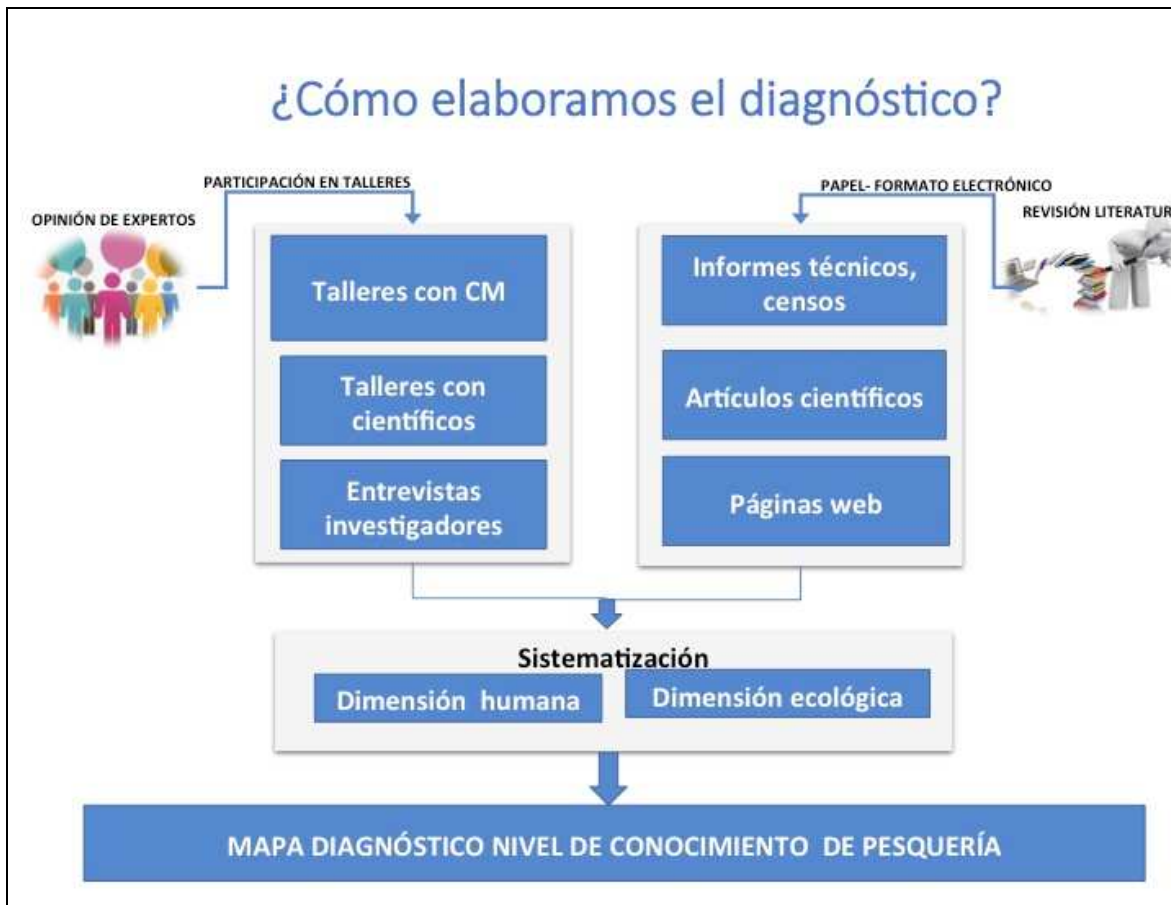 ¿Cómo elaboramos el diagnóstico?
PARTICIPACIÓN EN TALLERES
OPINIÓN DE EXPERTOS
Talleres con CM
Talleres con
científicos
Entrevistas
investigadores
PAPEL- FORMATO ELECTRÓNICO
REVISIÓN LITERATUR
Informes técnicos,
censos
Artículos científicos
Páginas web
Sistematización
Dimensión humana
Dimensión ecológica
MAPA DIAGNÓSTICO NIVEL DE CONOCIMIENTO DE PESQUERÍA